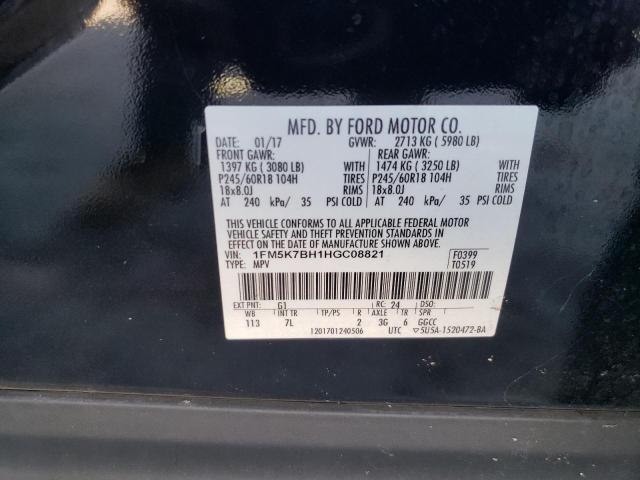 MFD. BY FORD MOTOR CO.
DATE: 01/17 GVWR: 2713 KG ( 5980 LB)
FRONT GAWR: REAR GAWR:
1397 KG ( 3080 LB) WITH 1474 KG ( 3250 LB) WITH
P245/60R18 104H TIRES P245/60R18 104H TIRES
18x8.0J RIMS 18x8.0J RIMS
AT 240 kPa/ 35 PSI COLD AT 240 kPa/ 35 PSI COLD
THIS VEHICLE CONFORMS TO ALL APPLICABLE FEDERAL MOTOR
VEHICLE SAFETY AND THEFT PREVENTION STANDARDS IN
EFFECT ON THE DATE OF MANUFACTURE SHOWN ABOVE.
VIN: 1FM5K7BH1HGC08821 F0399
TYPE: MPV T0519
EXT PNT: G1 RC: 24 DSO:
WB INT TR TP/PS R AXLE TR SPR
113 7L 2 3G 6 GGCC
1201701240506 UTC ▽5U5A-1520472-BA